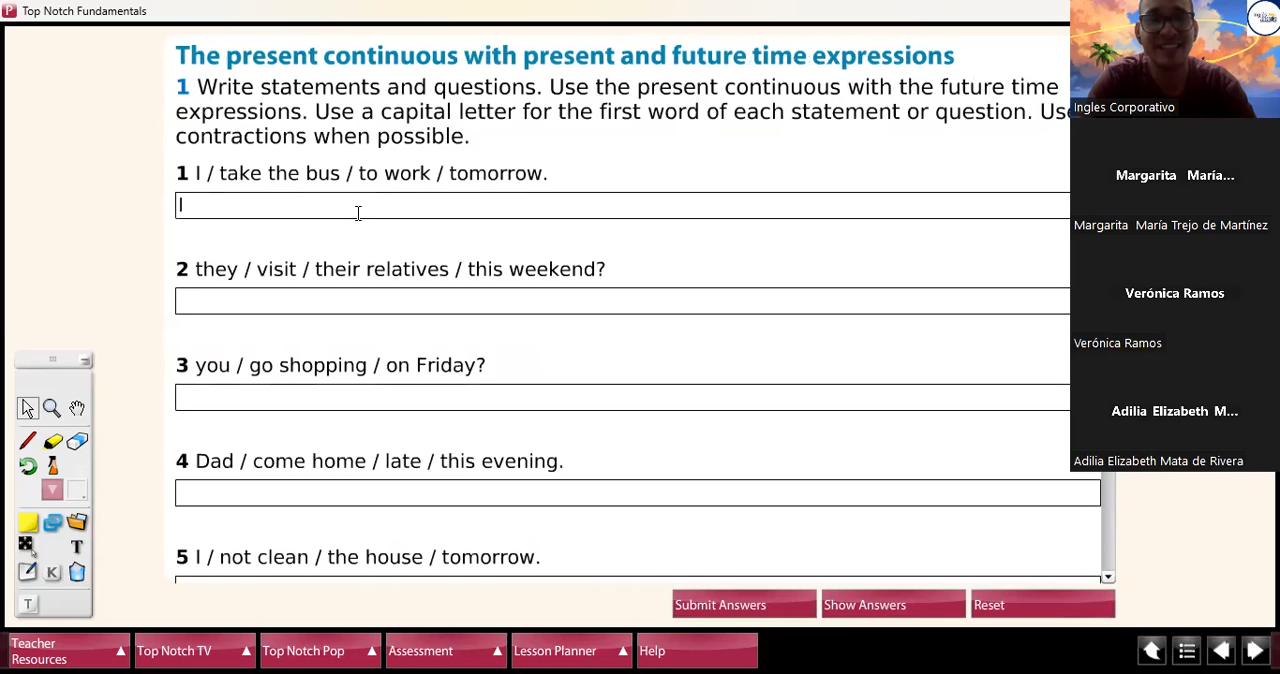 Top Notch Fundamentals
The present continuous with present and future time expressions
1 Write statements and questions. Use the present continuous with the future time
expressions. Use a capital letter for the first word of each statement or question. Use
contractions when possible.
1 I / take the bus / to work / tomorrow.
2 they / visit / their relatives / this weekend?
3 you / go shopping / on Friday?
4 Dad / come home / late / this evening.
5 I / not clean / the house / tomorrow.
Submit Answers
Show Answers
Reset
Teacher
Resources
Top Notch TV
Top Notch Pop
Assessment
Lesson Planner
Help
Ingles Corporativo
Margarita María...
Margarita María Trejo de Martínez
Verónica Ramos
Verónica Ramos
Adilia Elizabeth M...
Adilia Elizabeth Mata de Rivera
T
K
T